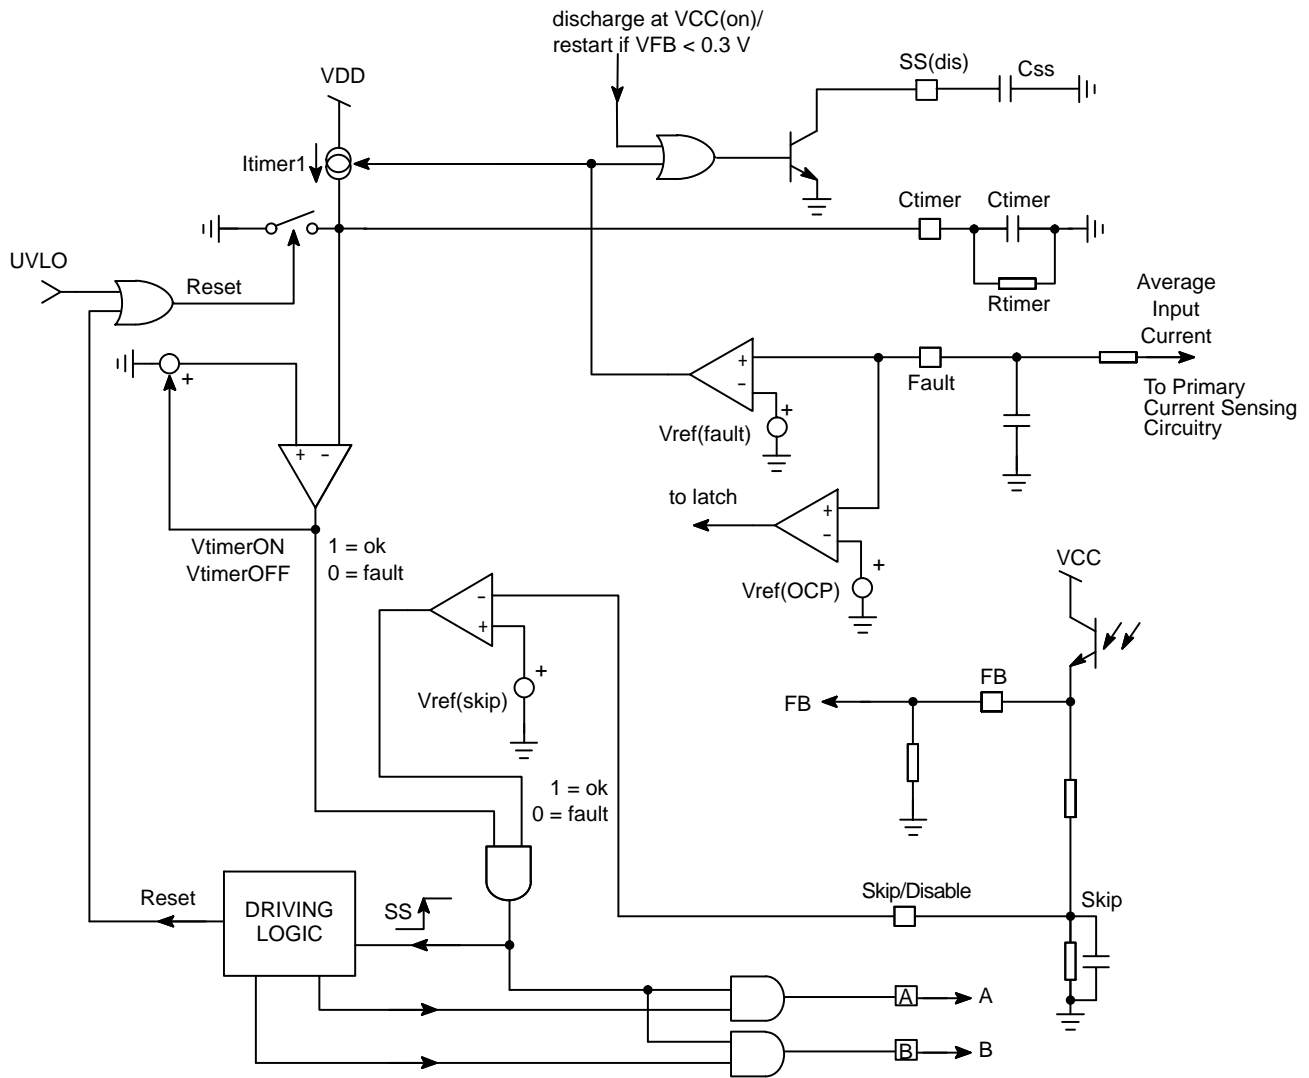 discharge at VCC(on)/
restart if VFB < 0.3 V
SS(dis)
Css
VDD
Itimer1
Ctimer
Ctimer
UVLO
Reset
Rtimer
Average
Input
Current
+
+
-
Fault
To Primary
Current Sensing
Circuitry
+
Vref(fault)
+ -
to latch
+
-
VtimerON
VtimerOFF
1 = ok
0 = fault
+
Vref(OCP)
VCC
-
+
+
Vref(skip)
FB
FB
1 = ok
0 = fault
Reset
DRIVING
LOGIC
SS
Skip/Disable
Skip
A
A
B
B